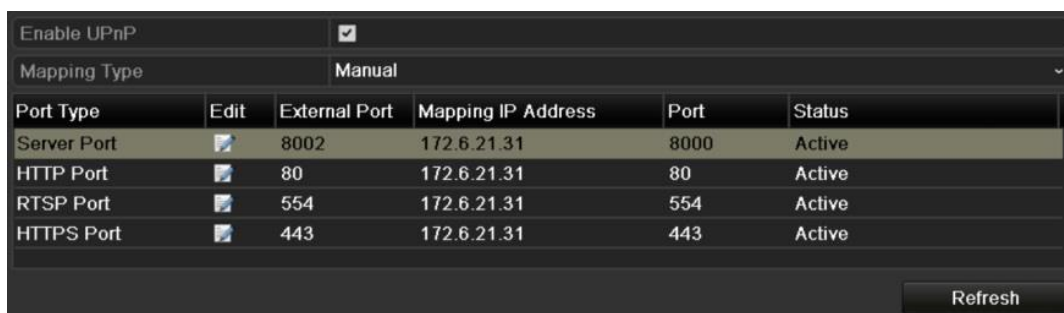 Enable UPnP
Mapping Type Manual
Port Type Edit External Port Mapping IP Address Port Status
Server Port 8002 172.6.21.31 8000 Active
HTTP Port 80 172.6.21.31 80 Active
RTSP Port 554 172.6.21.31 554 Active
HTTPS Port 443 172.6.21.31 443 Active
Refresh